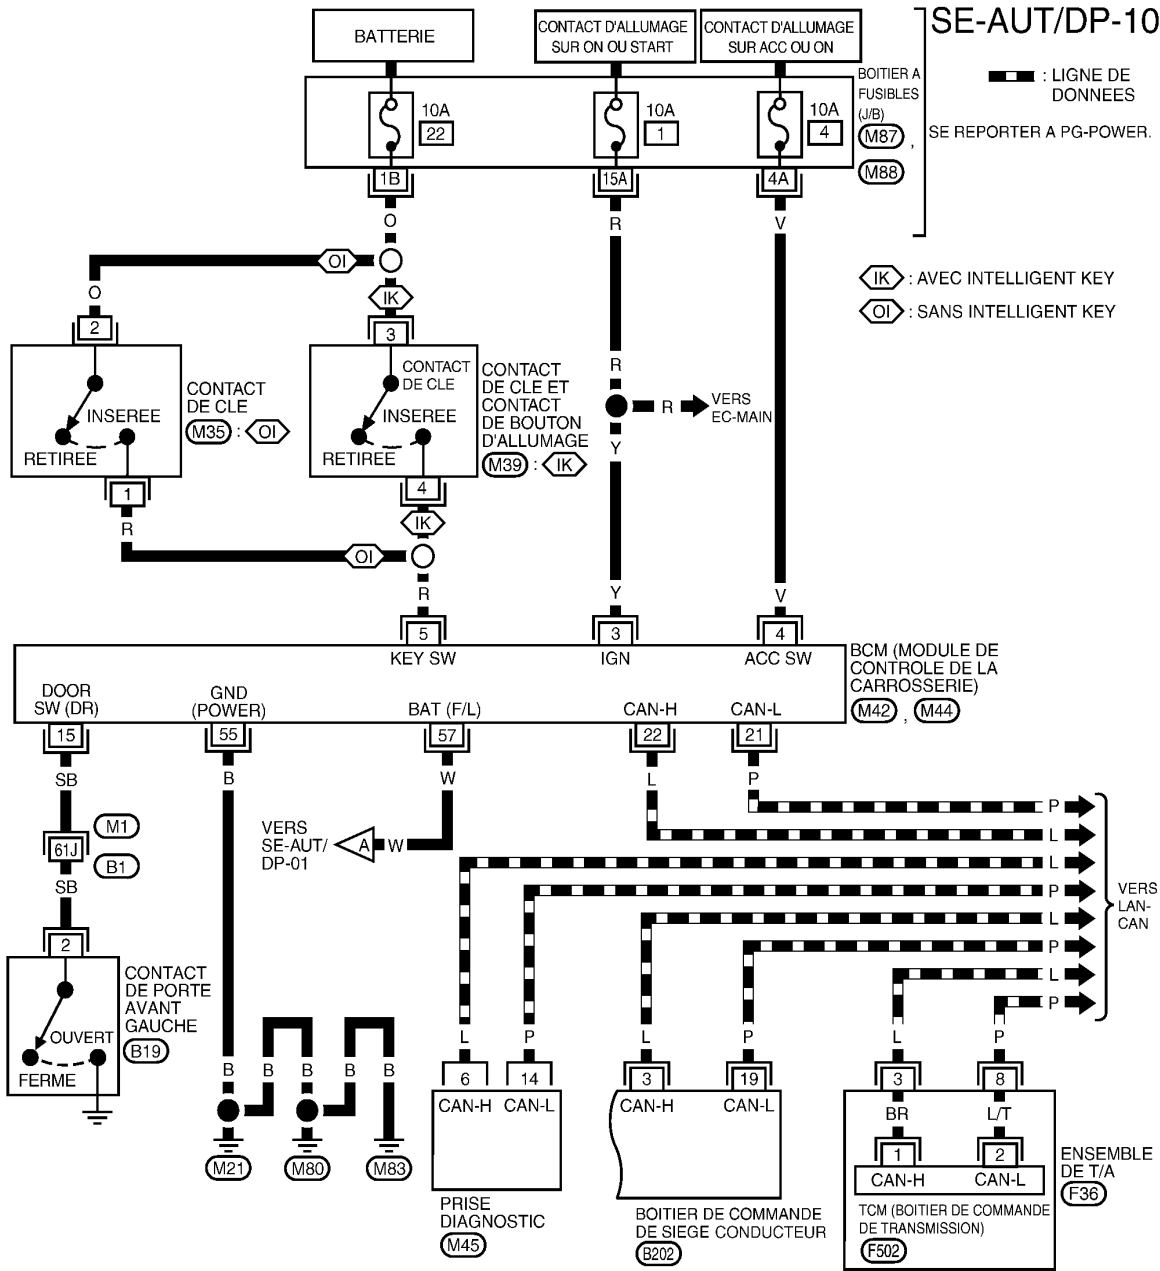 SE-AUT/DP-10
BATTERIE
CONTACT D'ALLUMAGE
SUR ON OU START
CONTACT D'ALLUMAGE
SUR ACC OU ON
: LIGNE DE
DONNEES
SE REPORTER A PG-POWER.
BOITIER A
FUSIBLES
(J/B)
M87 ,
M88
10A
22
10A
1
10A
4
1B
15A
4A
O
R
V
OI
IK
IK : AVEC INTELLIGENT KEY
OI : SANS INTELLIGENT KEY
O
2
3
CONTACT
DE CLE
INSEREE
RETIREE
CONTACT
DE CLE
M35 : OI
INSEREE
RETIREE
CONTACT
DE CLE ET
CONTACT
DE BOUTON
D'ALLUMAGE
M39 : IK
R
R
VERS
EC-MAIN
Y
1
4
R
IK
OI
R
Y
V
5
3
4
KEY SW
IGN
ACC SW
BCM (MODULE DE
CONTROLE DE LA
CARROSSERIE)
M42 , M44
DOOR
SW (DR)
GND
(POWER)
BAT (F/L)
CAN-H
CAN-L
15
55
57
22
21
SB
B
W
L
P
M1
61J
B1
SB
VERS
SE-AUT/
DP-01
A
W
P
L
L
P
L
P
L
P
VERS
LAN-
CAN
2
CONTACT
DE PORTE
AVANT
GAUCHE
B19
OUVERT
FERME
B
B
B
B
B
M21
M80
M83
L
P
L
P
L
P
6
14
3
19
3
8
CAN-H
CAN-L
CAN-H
CAN-L
BR
L/T
1
2
CAN-H
CAN-L
PRISE
DIAGNOSTIC
M45
BOITIER DE COMMANDE
DE SIEGE CONDUCTEUR
B202
TCM (BOITIER DE COMMANDE
DE TRANSMISSION)
F502
ENSEMBLE
DE T/A
F36